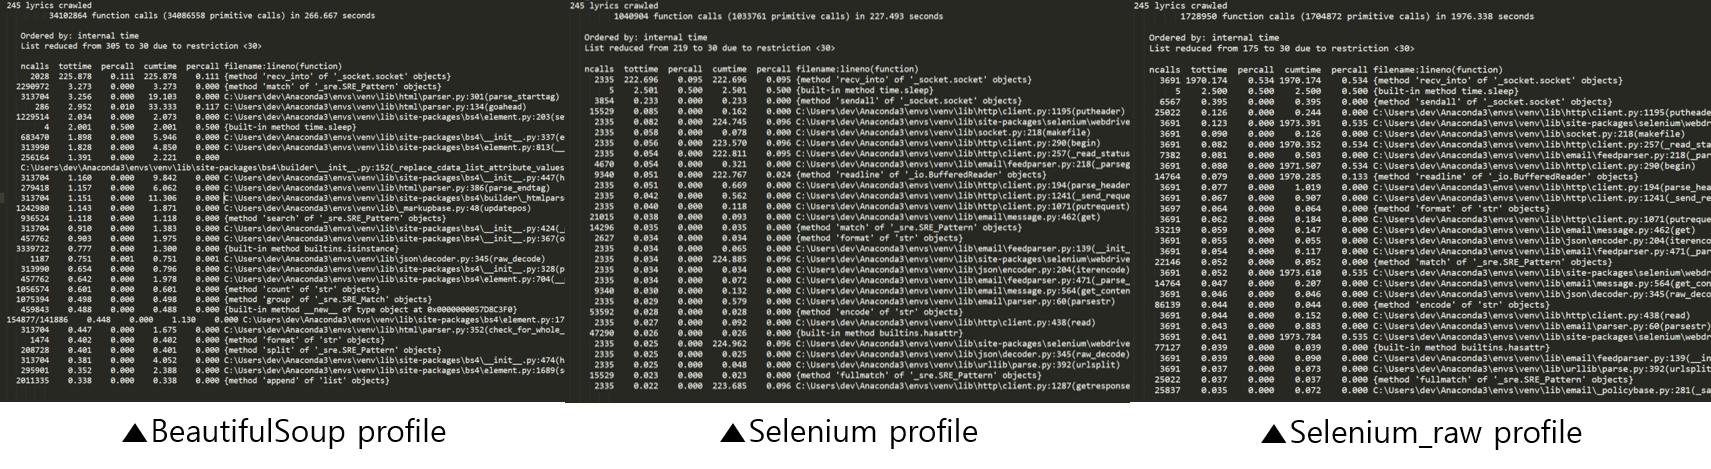 245 lyrics crawled
34102864 function calls (34086558 primitive calls) in 266.667 seconds
Ordered by: internal time
List reduced from 305 to 30 due to restriction <30>
ncalls tottime percall cumtime percall filename:lineno(function)
2028 225.878 0.111 225.878 0.111 {method 'recv_into' of '_socket.socket' objects}
2290972 3.273 0.000 3.273 0.000 {method 'match' of '_sre.SRE_Pattern' objects}
313704 3.256 0.000 19.103 0.000 C:\Users\dev\Anaconda3\envs\venv\lib\html\parser.py:301(parse_starttag)
286 2.952 0.010 33.333 0.117 C:\Users\dev\Anaconda3\envs\venv\lib\html\parser.py:134(goahead)
1229514 2.034 0.000 2.073 0.000 C:\Users\dev\Anaconda3\envs\venv\lib\site-packages\bs4\element.py:203(se
4 2.001 0.500 2.001 0.500 {built-in method time.sleep}
683470 1.898 0.000 5.946 0.000 C:\Users\dev\Anaconda3\envs\venv\lib\site-packages\bs4\__init__.py:337(e
313990 1.828 0.000 4.850 0.000 C:\Users\dev\Anaconda3\envs\venv\lib\site-packages\bs4\element.py:813(__
256164 1.391 0.000 2.221 0.000
C:\Users\dev\Anaconda3\envs\venv\lib\site-packages\bs4\builder\__init__.py:152(_replace_cdata_list_attribute_values
313704 1.160 0.000 9.842 0.000 C:\Users\dev\Anaconda3\envs\venv\lib\site-packages\bs4\__init__.py:447(h
279418 1.157 0.000 6.062 0.000 C:\Users\dev\Anaconda3\envs\venv\lib\html\parser.py:386(parse_endtag)
313704 1.151 0.000 11.306 0.000 C:\Users\dev\Anaconda3\envs\venv\lib\site-packages\bs4\builder\_htmlpars
1242980 1.143 0.000 1.871 0.000 C:\Users\dev\Anaconda3\envs\venv\lib\_markupbase.py:48(updatepos)
936524 1.118 0.000 1.118 0.000 {method 'search' of '_sre.SRE_Pattern' objects}
313704 0.910 0.000 1.383 0.000 C:\Users\dev\Anaconda3\envs\venv\lib\site-packages\bs4\__init__.py:424(_
457762 0.903 0.000 1.975 0.000 C:\Users\dev\Anaconda3\envs\venv\lib\site-packages\bs4\__init__.py:367(o
3339722 0.777 0.000 1.300 0.000 {built-in method builtins.isinstance}
1187 0.751 0.001 0.751 0.001 C:\Users\dev\Anaconda3\envs\venv\lib\json\decoder.py:345(raw_decode)
313990 0.654 0.000 0.796 0.000 C:\Users\dev\Anaconda3\envs\venv\lib\site-packages\bs4\__init__.py:328(p
457762 0.642 0.000 1.978 0.000 C:\Users\dev\Anaconda3\envs\venv\lib\site-packages\bs4\element.py:704(__
1056574 0.601 0.000 0.601 0.000 {method 'count' of 'str' objects}
1075394 0.498 0.000 0.498 0.000 {method 'group' of '_sre.SRE_Match' objects}
459843 0.488 0.000 0.488 0.000 {built-in method __new__ of type object at 0x0000000057D8C3F0}
154877/141886 0.448 0.000 1.130 0.000 C:\Users\dev\Anaconda3\envs\venv\lib\site-packages\bs4\element.py:17
313704 0.447 0.000 1.675 0.000 C:\Users\dev\Anaconda3\envs\venv\lib\html\parser.py:352(check_for_whole_
1474 0.402 0.000 0.402 0.000 {method 'format' of 'str' objects}
208728 0.401 0.000 0.401 0.000 {method 'split' of '_sre.SRE_Pattern' objects}
313704 0.381 0.000 4.052 0.000 C:\Users\dev\Anaconda3\envs\venv\lib\site-packages\bs4\__init__.py:474(h
295901 0.352 0.000 2.388 0.000 C:\Users\dev\Anaconda3\envs\venv\lib\site-packages\bs4\element.py:1689(s
2011335 0.338 0.000 0.338 0.000 {method 'append' of 'list' objects}
▲BeautifulSoup profile
245 lyrics crawled
1040904 function calls (1033761 primitive calls) in 227.493 seconds
Ordered by: internal time
List reduced from 219 to 30 due to restriction <30>
ncalls tottime percall cumtime percall filename:lineno(function)
2335 222.696 0.095 222.696 0.095 {method 'recv_into' of '_socket.socket' objects}
5 2.501 0.500 2.501 0.500 {built-in method time.sleep}
3854 0.233 0.000 0.233 0.000 {method 'sendall' of '_socket.socket' objects}
15529 0.085 0.000 0.162 0.000 C:\Users\dev\Anaconda3\envs\venv\lib\http\client.py:1195(putheader)
2335 0.082 0.000 224.745 0.096 C:\Users\dev\Anaconda3\envs\venv\lib\site-packages\selenium\webdrive
2335 0.058 0.000 0.078 0.000 C:\Users\dev\Anaconda3\envs\venv\lib\socket.py:218(makefile)
2335 0.056 0.000 223.570 0.096 C:\Users\dev\Anaconda3\envs\venv\lib\http\client.py:290(begin)
2335 0.054 0.000 222.811 0.095 C:\Users\dev\Anaconda3\envs\venv\lib\http\client.py:257(_read_status
4670 0.054 0.000 0.321 0.000 C:\Users\dev\Anaconda3\envs\venv\lib\email\feedparser.py:218(_parseg
9340 0.051 0.000 222.767 0.024 {method 'readline' of '_io.BufferedReader' objects}
2335 0.051 0.000 0.669 0.000 C:\Users\dev\Anaconda3\envs\venv\lib\http\client.py:194(parse_header
2335 0.042 0.000 0.562 0.000 C:\Users\dev\Anaconda3\envs\venv\lib\http\client.py:1241(_send_reque
2335 0.040 0.000 0.118 0.000 C:\Users\dev\Anaconda3\envs\venv\lib\http\client.py:1071(putrequest)
21015 0.038 0.000 0.093 0.000 C:\Users\dev\Anaconda3\envs\venv\lib\email\message.py:462(get)
14296 0.035 0.000 0.035 0.000 {method 'match' of '_sre.SRE_Pattern' objects}
2627 0.034 0.000 0.034 0.000 {method 'format' of 'str' objects}
2335 0.034 0.000 0.065 0.000 C:\Users\dev\Anaconda3\envs\venv\lib\email\feedparser.py:139(__init_
2335 0.034 0.000 224.885 0.096 C:\Users\dev\Anaconda3\envs\venv\lib\site-packages\selenium\webdrive
2335 0.034 0.000 0.034 0.000 C:\Users\dev\Anaconda3\envs\venv\lib\json\encoder.py:204(iterencode)
2335 0.034 0.000 0.072 0.000 C:\Users\dev\Anaconda3\envs\venv\lib\email\feedparser.py:471(_parse_
9340 0.030 0.000 0.132 0.000 C:\Users\dev\Anaconda3\envs\venv\lib\email\message.py:564(get_conten
2335 0.029 0.000 0.579 0.000 C:\Users\dev\Anaconda3\envs\venv\lib\email\parser.py:60(parsestr)
53592 0.028 0.000 0.028 0.000 {method 'encode' of 'str' objects}
2335 0.027 0.000 0.092 0.000 C:\Users\dev\Anaconda3\envs\venv\lib\http\client.py:438(read)
47290 0.026 0.000 0.026 0.000 {built-in method builtins.hasattr}
2335 0.025 0.000 224.962 0.096 C:\Users\dev\Anaconda3\envs\venv\lib\site-packages\selenium\webdrive
2335 0.025 0.000 0.025 0.000 C:\Users\dev\Anaconda3\envs\venv\lib\json\decoder.py:345(raw_decode)
2335 0.025 0.000 0.048 0.000 C:\Users\dev\Anaconda3\envs\venv\lib\urllib\parse.py:392(urlsplit)
15529 0.023 0.000 0.023 0.000 {method 'fullmatch' of '_sre.SRE_Pattern' objects}
2335 0.022 0.000 223.685 0.096 C:\Users\dev\Anaconda3\envs\venv\lib\http\client.py:1287(getresponse
▲Selenium profile
245 lyrics crawled
1728950 function calls (1704872 primitive calls) in 1976.338 seconds
Ordered by: internal time
List reduced from 175 to 30 due to restriction <30>
ncalls tottime percall cumtime percall filename:lineno(function)
3691 1970.174 0.534 1970.174 0.534 {method 'recv_into' of '_socket.socket' objects}
5 2.500 0.500 2.500 0.500 {built-in method time.sleep}
6567 0.395 0.000 0.395 0.000 {method 'sendall' of '_socket.socket' objects}
25022 0.126 0.000 0.244 0.000 C:\Users\dev\Anaconda3\envs\venv\lib\http\client.py:1195(putheade
3691 0.123 0.000 1973.391 0.535 C:\Users\dev\Anaconda3\envs\venv\lib\site-packages\selenium\webdr
3691 0.090 0.000 0.126 0.000 C:\Users\dev\Anaconda3\envs\venv\lib\socket.py:218(makefile)
3691 0.082 0.000 1970.352 0.534 C:\Users\dev\Anaconda3\envs\venv\lib\http\client.py:257(_read_sta
7382 0.081 0.000 0.503 0.000 C:\Users\dev\Anaconda3\envs\venv\lib\email\feedparser.py:218(_par
3691 0.080 0.000 1971.507 0.534 C:\Users\dev\Anaconda3\envs\venv\lib\http\client.py:290(begin)
14764 0.079 0.000 1970.285 0.133 {method 'readline' of '_io.BufferedReader' objects}
3691 0.077 0.000 1.019 0.000 C:\Users\dev\Anaconda3\envs\venv\lib\http\client.py:194(parse_hea
3691 0.067 0.000 0.907 0.000 C:\Users\dev\Anaconda3\envs\venv\lib\http\client.py:1241(_send_re
3697 0.064 0.000 0.064 0.000 {method 'format' of 'str' objects}
3691 0.062 0.000 0.184 0.000 C:\Users\dev\Anaconda3\envs\venv\lib\http\client.py:1071(putreque
33219 0.059 0.000 0.147 0.000 C:\Users\dev\Anaconda3\envs\venv\lib\email\message.py:462(get)
3691 0.055 0.000 0.055 0.000 C:\Users\dev\Anaconda3\envs\venv\lib\json\encoder.py:204(iterenco
3691 0.054 0.000 0.117 0.000 C:\Users\dev\Anaconda3\envs\venv\lib\email\feedparser.py:471(_par
22146 0.052 0.000 0.052 0.000 {method 'match' of '_sre.SRE_Pattern' objects}
3691 0.052 0.000 1973.610 0.535 C:\Users\dev\Anaconda3\envs\venv\lib\site-packages\selenium\webdr
14764 0.047 0.000 0.207 0.000 C:\Users\dev\Anaconda3\envs\venv\lib\email\message.py:564(get_con
3691 0.046 0.000 0.046 0.000 C:\Users\dev\Anaconda3\envs\venv\lib\json\decoder.py:345(raw_deco
86139 0.044 0.000 0.044 0.000 {method 'encode' of 'str' objects}
3691 0.044 0.000 0.152 0.000 C:\Users\dev\Anaconda3\envs\venv\lib\http\client.py:438(read)
3691 0.043 0.000 0.883 0.000 C:\Users\dev\Anaconda3\envs\venv\lib\email\parser.py:60(parsestr)
3691 0.041 0.000 1973.784 0.535 C:\Users\dev\Anaconda3\envs\venv\lib\site-packages\selenium\webdr
77127 0.039 0.000 0.039 0.000 {built-in method builtins.hasattr}
3691 0.039 0.000 0.090 0.000 C:\Users\dev\Anaconda3\envs\venv\lib\email\feedparser.py:139(__in
3691 0.037 0.000 0.073 0.000 C:\Users\dev\Anaconda3\envs\venv\lib\urllib\parse.py:392(urlsplit
25022 0.037 0.000 0.037 0.000 {method 'fullmatch' of '_sre.SRE_Pattern' objects}
25837 0.035 0.000 0.072 0.000 C:\Users\dev\Anaconda3\envs\venv\lib\email\_policybase.py:281(_sa
▲Selenium_raw profile